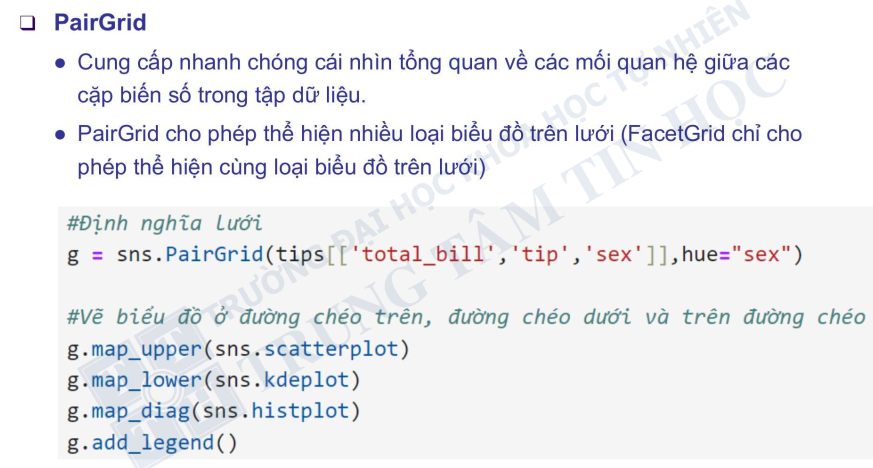 PairGrid
Cung cấp nhanh chóng cái nhìn tổng quan về các mối quan hệ giữa các
cặp biến số trong tập dữ liệu.
PairGrid cho phép thể hiện nhiều loại biểu đồ trên lưới (FacetGrid chỉ cho
phép thể hiện cùng loại biểu đồ trên lưới)
#Định nghĩa lưới
g = sns.PairGrid(tips[['total_bill','tip','sex']],hue="sex")
#Vẽ biểu đồ ở đường chéo trên, đường chéo dưới và trên đường chéo
g.map_upper(sns.scatterplot)
g.map_lower(sns.kdeplot)
g.map_diag(sns.histplot)
g.add_legend()
TRƯỜNG ĐẠI HỌC KHOA HỌC TỰ NHIÊN
TRUNG TÂM TIN HỌC